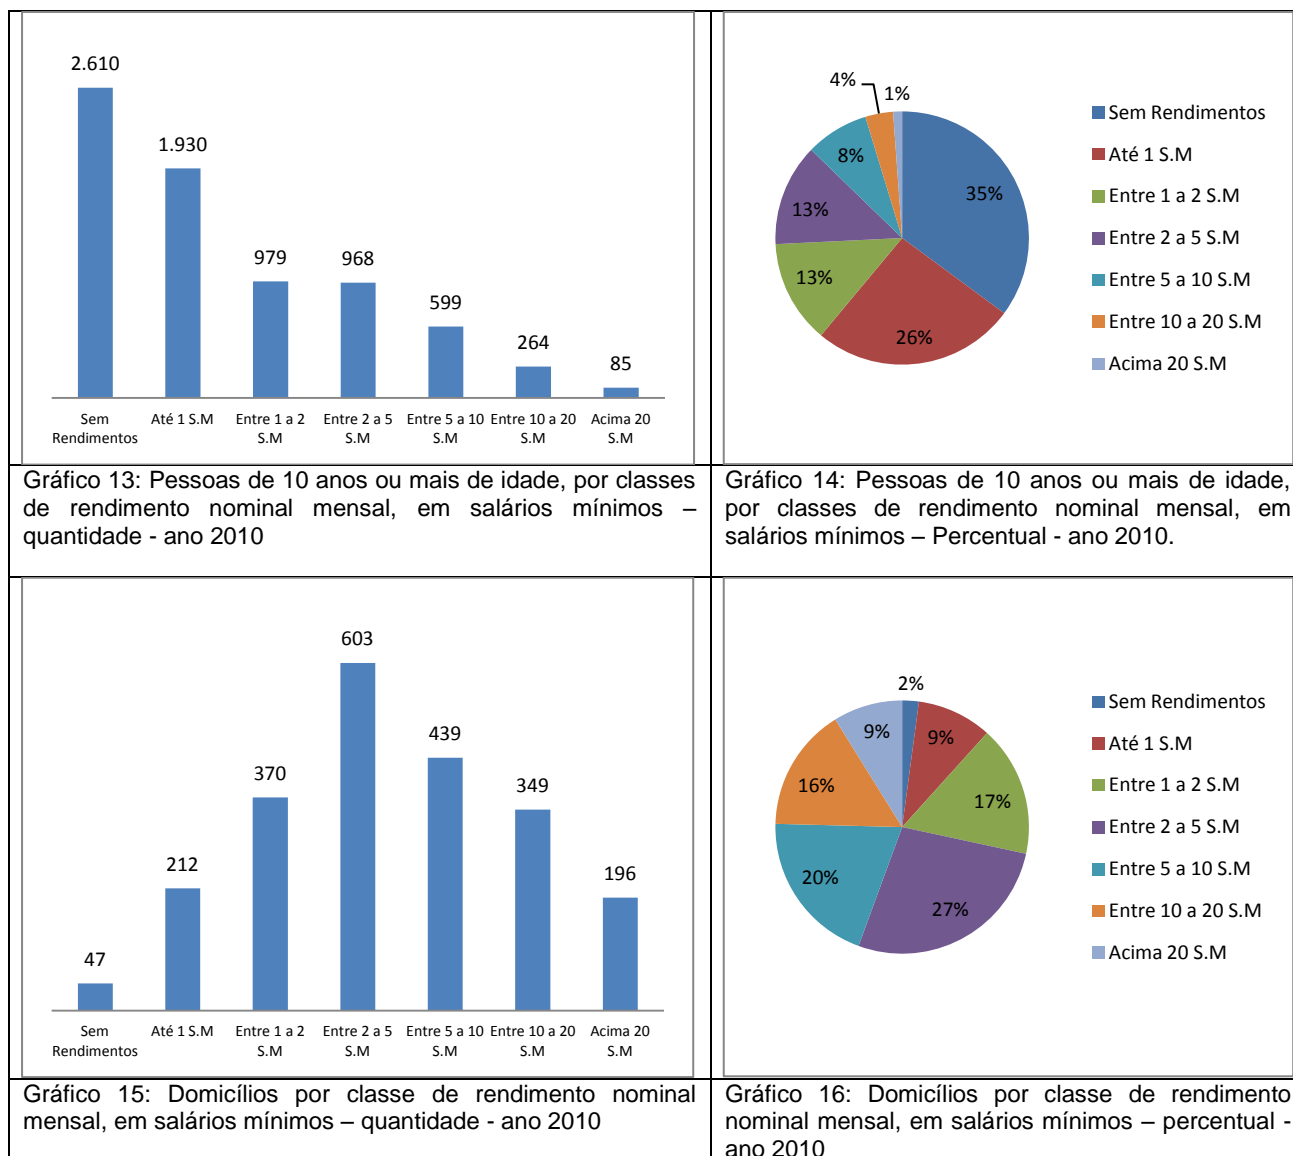 2.610
1.930
979
968
599
264
85
Sem
Rendimentos
Até 1 S.M
Entre 1 a 2
S.M
Entre 2 a 5
S.M
Entre 5 a 10
S.M
Entre 10 a 20
S.M
Acima 20
S.M
4%
1%
8%
35%
13%
13%
26%
Sem Rendimentos
Até 1 S.M
Entre 1 a 2 S.M
Entre 2 a 5 S.M
Entre 5 a 10 S.M
Entre 10 a 20 S.M
Acima 20 S.M
Gráfico 13: Pessoas de 10 anos ou mais de idade, por classes
de rendimento nominal mensal, em salários mínimos –
quantidade - ano 2010
Gráfico 14: Pessoas de 10 anos ou mais de idade,
por classes de rendimento nominal mensal, em
salários mínimos – Percentual - ano 2010.
603
439
370
349
212
196
47
Sem
Rendimentos
Até 1 S.M
Entre 1 a 2
S.M
Entre 2 a 5
S.M
Entre 5 a 10
S.M
Entre 10 a 20
S.M
Acima 20
S.M
2%
9%
9%
16%
17%
20%
27%
Sem Rendimentos
Até 1 S.M
Entre 1 a 2 S.M
Entre 2 a 5 S.M
Entre 5 a 10 S.M
Entre 10 a 20 S.M
Acima 20 S.M
Gráfico 15: Domicílios por classe de rendimento nominal
mensal, em salários mínimos – quantidade - ano 2010
Gráfico 16: Domicílios por classe de rendimento
nominal mensal, em salários mínimos – percentual -
ano 2010